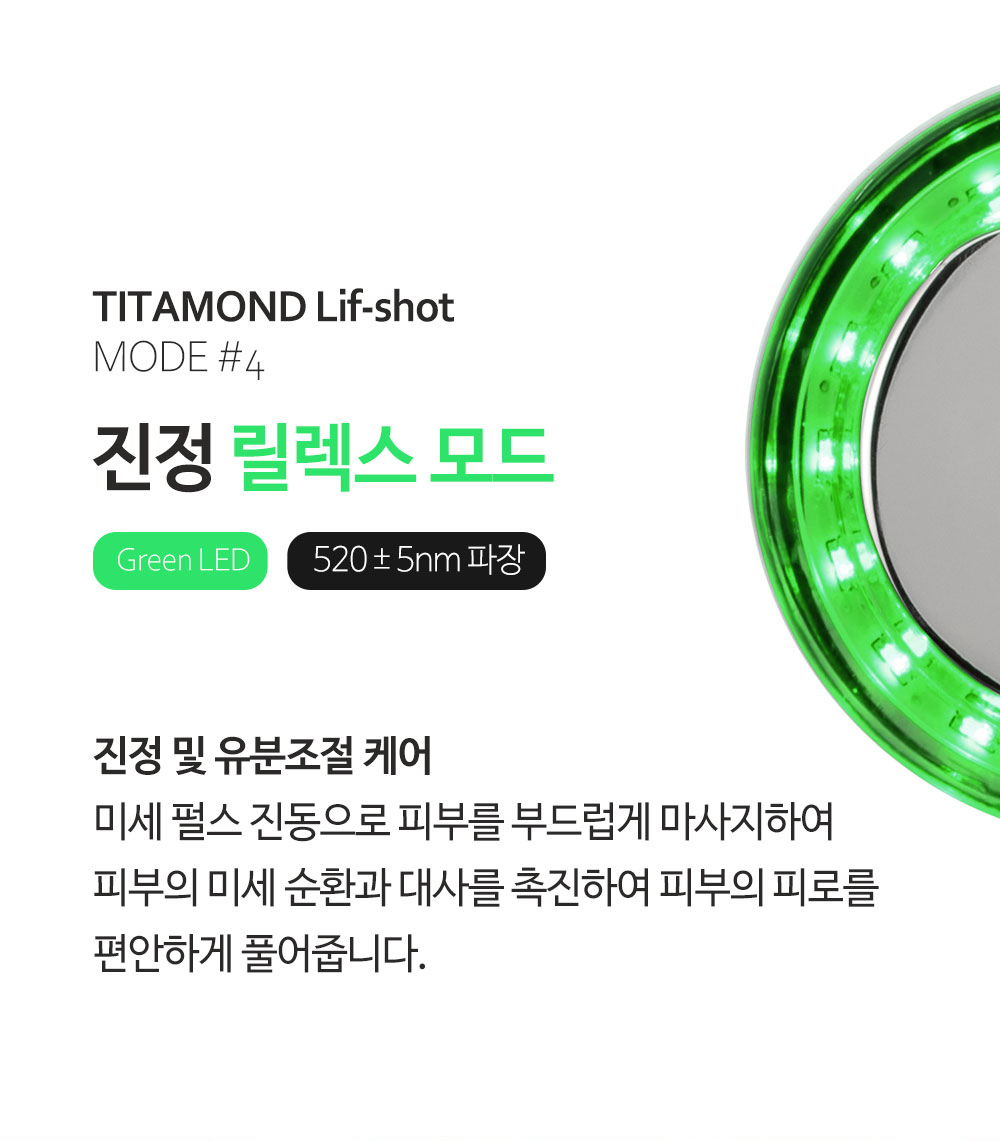 TITAMOND Lif-shot
MODE #4
진정 릴렉스 모드
Green LED
520 ± 5nm 파장
진정 및 유분조절 케어
미세 펄스 진동으로 피부를 부드럽게 마사지하여
피부의 미세 순환과 대사를 촉진하여 피부의 피로를
편안하게 풀어줍니다.